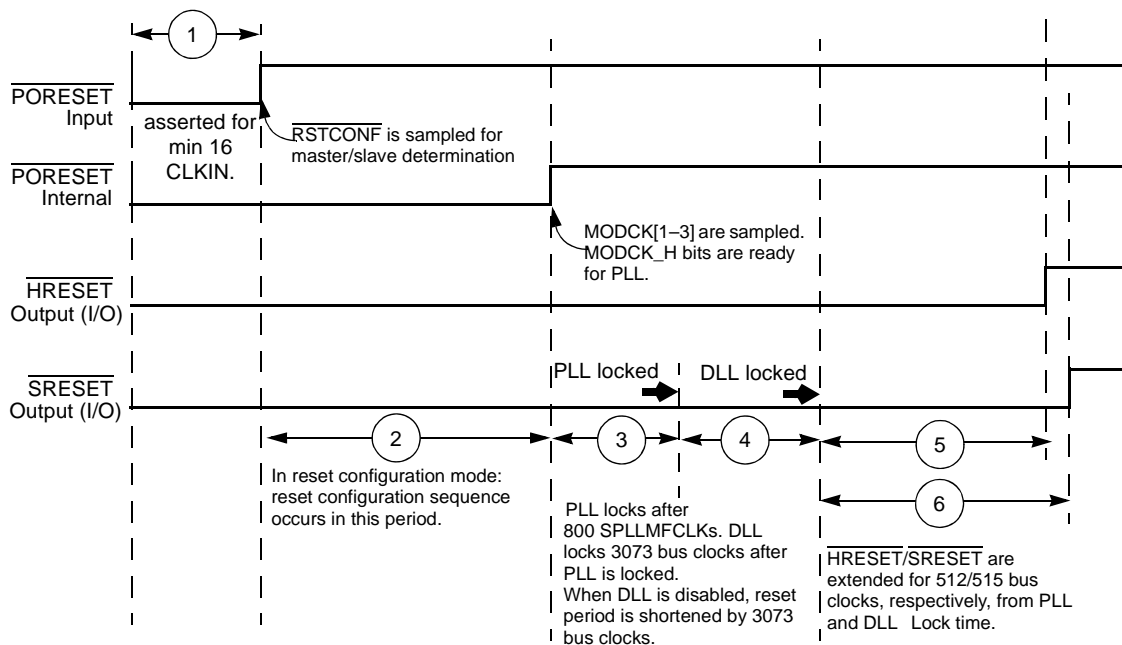 1
PORESET
Input
asserted for
min 16
CLKIN.
RSTCONF is sampled for
master/slave determination
PORESET
Internal
MODCK[1–3] are sampled.
MODCK_H bits are ready
for PLL.
HRESET
Output (I/O)
PLL locked
DLL locked
SRESET
Output (I/O)
2
3
4
5
6
In reset configuration mode:
reset configuration sequence
occurs in this period.
PLL locks after
800 SPLLMFCLKs. DLL
locks 3073 bus clocks after
PLL is locked.
When DLL is disabled, reset
period is shortened by 3073
bus clocks.
HRESET/SRESET are
extended for 512/515 bus
clocks, respectively, from PLL
and DLL Lock time.